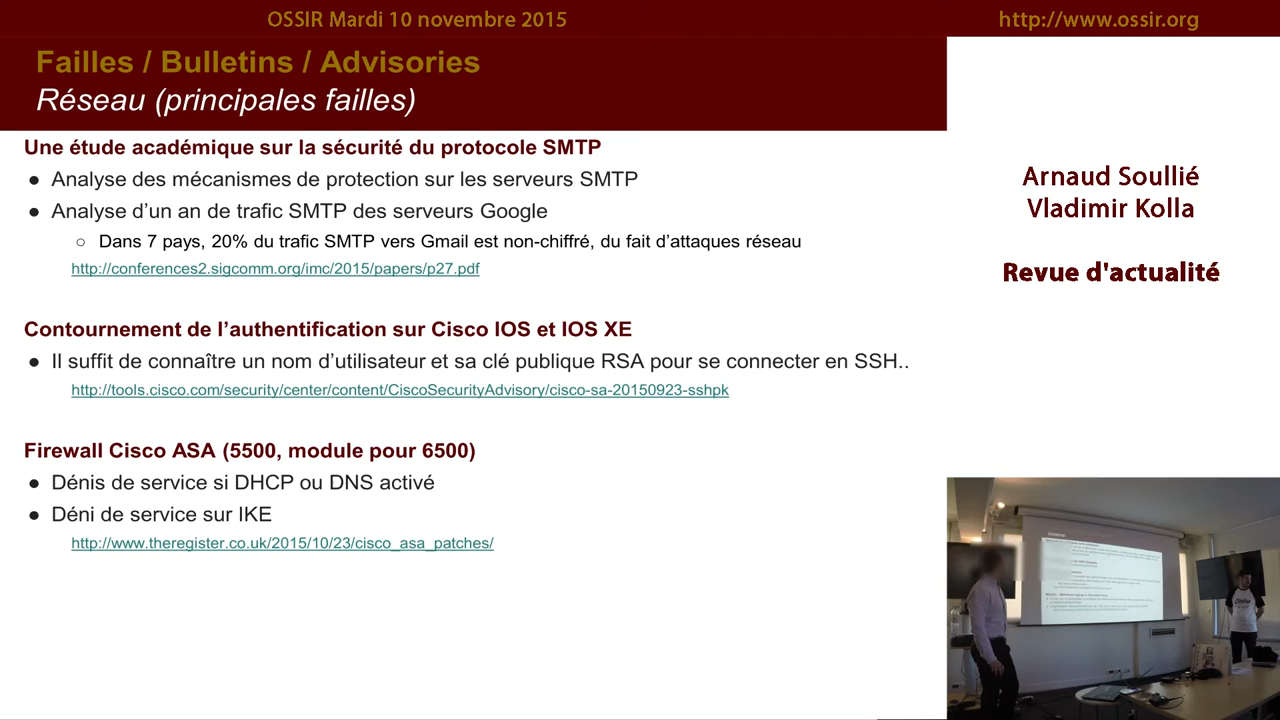 OSSIR Mardi 10 novembre 2015
http://www.ossir.org
Failles / Bulletins / Advisories
Réseau (principales failles)
Une étude académique sur la sécurité du protocole SMTP
● Analyse des mécanismes de protection sur les serveurs SMTP
● Analyse d'un an de trafic SMTP des serveurs Google
○ Dans 7 pays, 20% du trafic SMTP vers Gmail est non-chiffré, du fait d'attaques réseau
http://conferences2.sigcomm.org/imc/2015/papers/p27.pdf
Contournement de l'authentification sur Cisco IOS et IOS XE
● Il suffit de connaître un nom d'utilisateur et sa clé publique RSA pour se connecter en SSH..
http://tools.cisco.com/security/center/content/CiscoSecurityAdvisory/cisco-sa-20150923-sshpk
Firewall Cisco ASA (5500, module pour 6500)
● Dénis de service si DHCP ou DNS activé
● Déni de service sur IKE
http://www.theregister.co.uk/2015/10/23/cisco_asa_patches/
Arnaud Soullié
Vladimir Kolla
Revue d'actualité